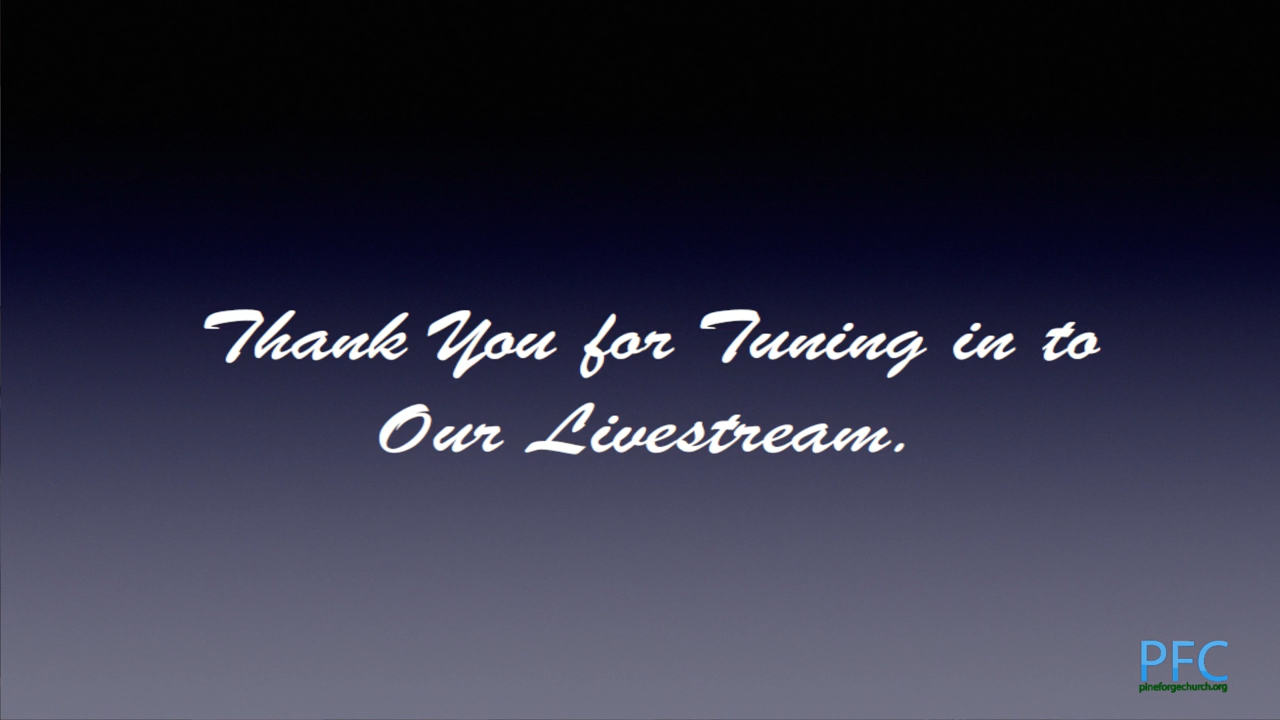 Thank You for Tuning in to
Our Livestream.
PFC
pineforgechurch.org